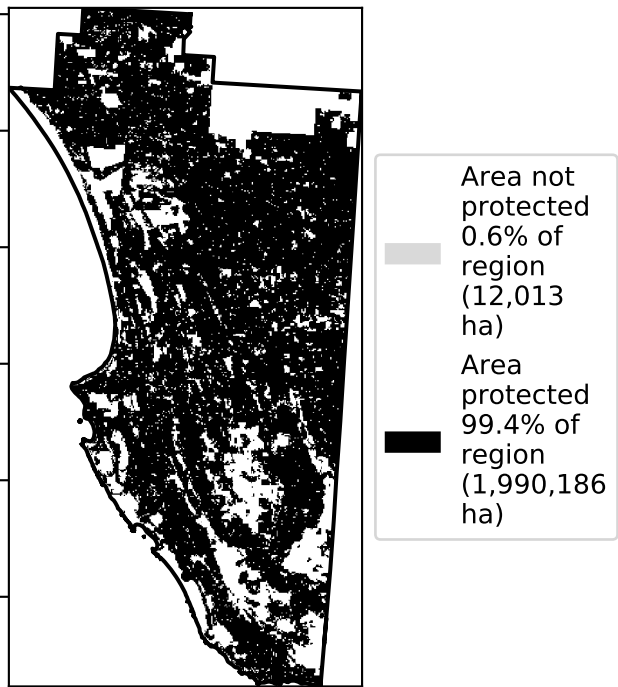 Area not
protected
0.6% of
region
(12,013
ha)
Area
protected
99.4% of
region
(1,990,186
ha)